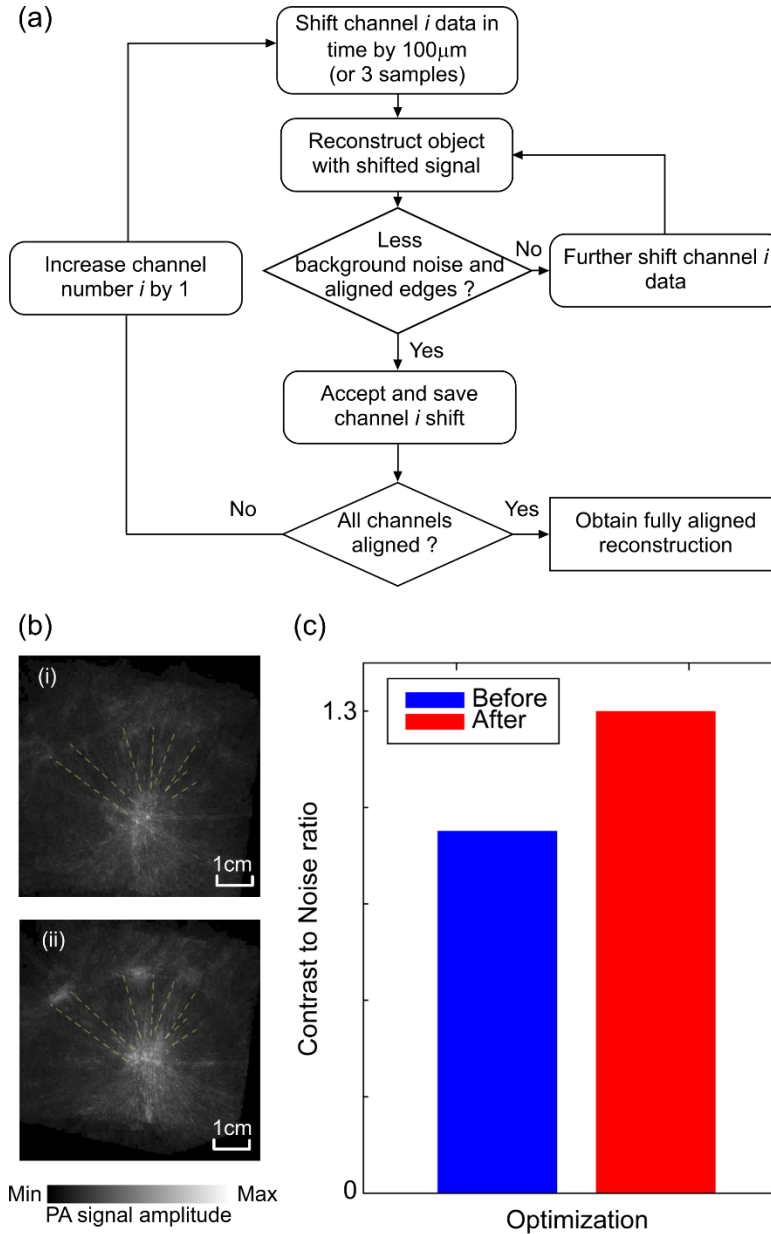 (a)
Shift channel i data in
time by 100μm
(or 3 samples)
Reconstruct object
with shifted signal
Less
background noise and
aligned edges ?
No
Further shift channel i
data
Increase channel
number i by 1
Yes
Accept and save
channel i shift
No
All channels
aligned ?
Yes
Obtain fully aligned
reconstruction
(b)
(i)
1cm
(ii)
1cm
Min
Max
PA signal amplitude
(c)
Before
After
1.3
Contrast to Noise ratio
0
Optimization